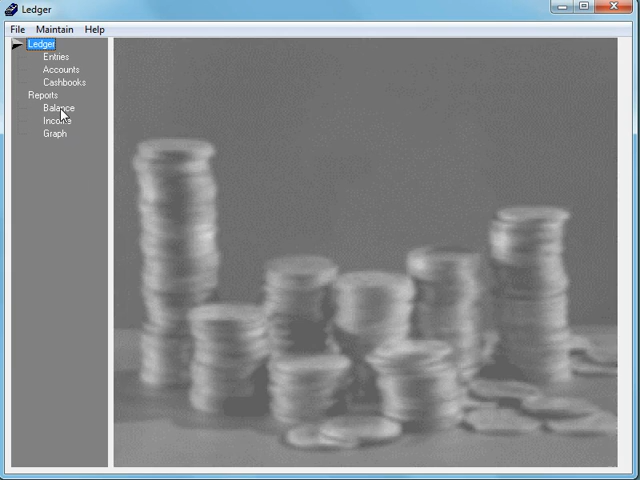 Ledger
File Maintain Help
Ledger
Entries
Accounts
Cashbooks
Reports
Balance
Income
Graph